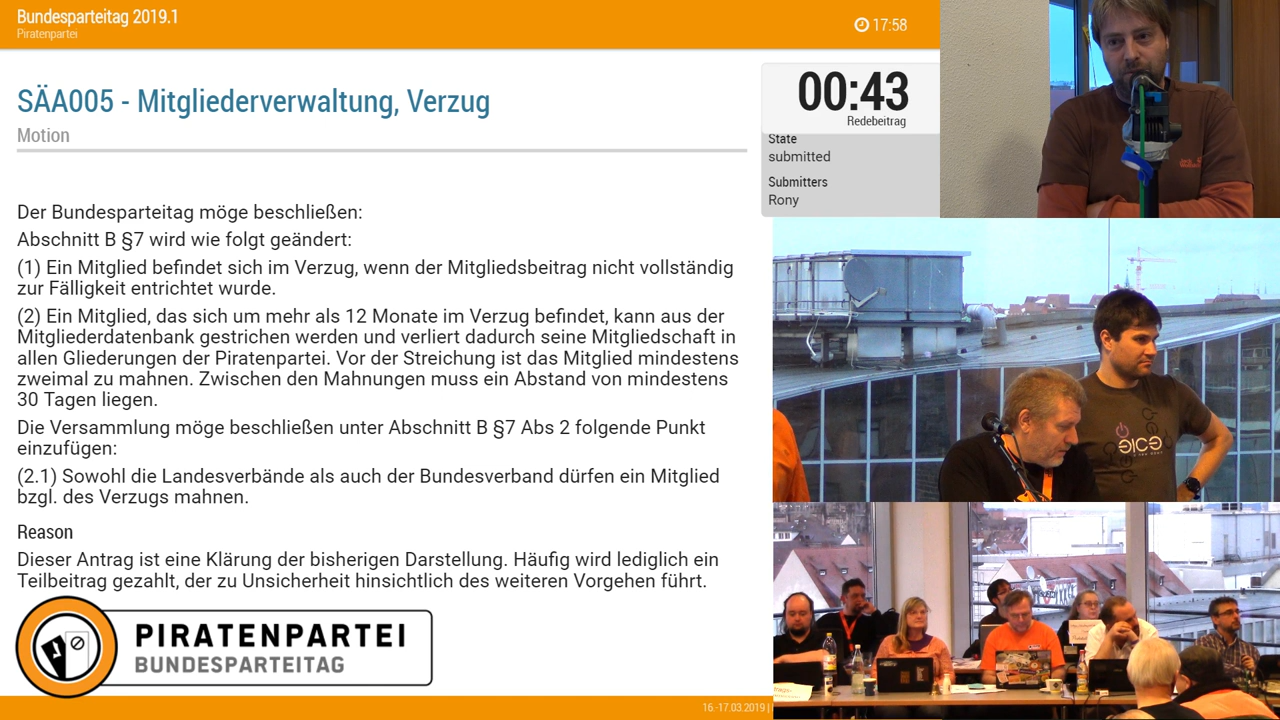 Bundesparteitag 2019.1
Piratenpartei
17:58
SÄA005 - Mitgliederverwaltung, Verzug
Motion
00:43
Redebeitrag
State
submitted
Submitters
Rony
Der Bundesparteitag möge beschließen:
Abschnitt B §7 wird wie folgt geändert:
(1) Ein Mitglied befindet sich im Verzug, wenn der Mitgliedsbeitrag nicht vollständig
zur Fälligkeit entrichtet wurde.
(2) Ein Mitglied, das sich um mehr als 12 Monate im Verzug befindet, kann aus der
Mitgliederdatenbank gestrichen werden und verliert dadurch seine Mitgliedschaft in
allen Gliederungen der Piratenpartei. Vor der Streichung ist das Mitglied mindestens
zweimal zu mahnen. Zwischen den Mahnungen muss ein Abstand von mindestens
30 Tagen liegen.
Die Versammlung möge beschließen unter Abschnitt B §7 Abs 2 folgende Punkt
einzufügen:
(2.1) Sowohl die Landesverbände als auch der Bundesverband dürfen ein Mitglied
bzgl. des Verzugs mahnen.
Reason
Dieser Antrag ist eine Klärung der bisherigen Darstellung. Häufig wird lediglich ein
Teilbeitrag gezahlt, der zu Unsicherheit hinsichtlich des weiteren Vorgehen führt.
PIRATENPARTEI
BUNDESPARTEITAG
16.-17.03.2019 |